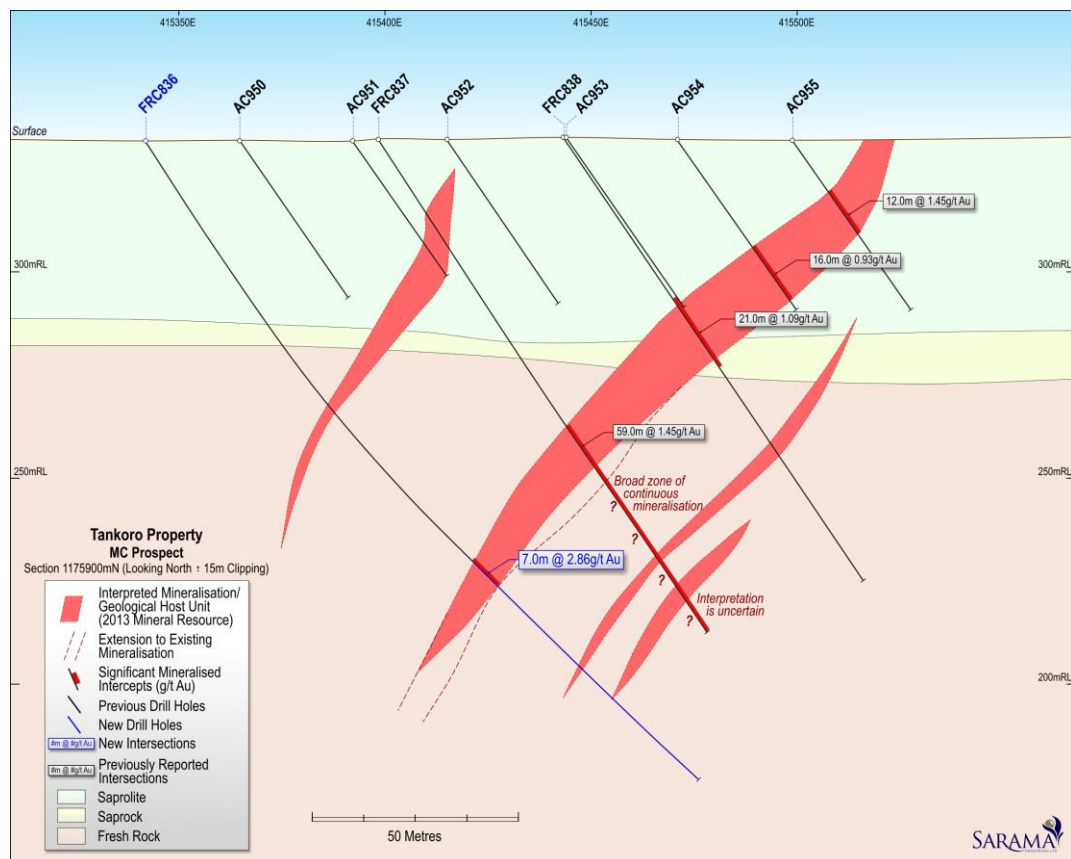 415350E
415400E
415450E
415500E
FRC836
AC950
AC951
FRC837
AC952
FRC838
AC953
AC954
AC955
Surface
12.0m @ 1.45g/t Au
300mRL
16.0m @ 0.93g/t Au
300mRL
21.0m @ 1.09g/t Au
59.0m @ 1.45g/t Au
250mRL
250mRL
Broad zone of
continuous
mineralisation
?
?
?
?
7.0m @ 2.86g/t Au
Interpretation
is uncertain
200mRL
Tankoro Property
MC Prospect
Section 1175900mN (Looking North ± 15m Clipping)
Interpreted Mineralisation/
Geological Host Unit
(2013 Mineral Resource)
Extension to Existing
Mineralisation
Significant Mineralised
Intercepts (g/t Au)
Previous Drill Holes
New Drill Holes
#m @ #g/t Au New Intersections
#m @ #g/t Au Previously Reported
Intersections
Saprolite
Saprock
Fresh Rock
50 Metres
SARAMA